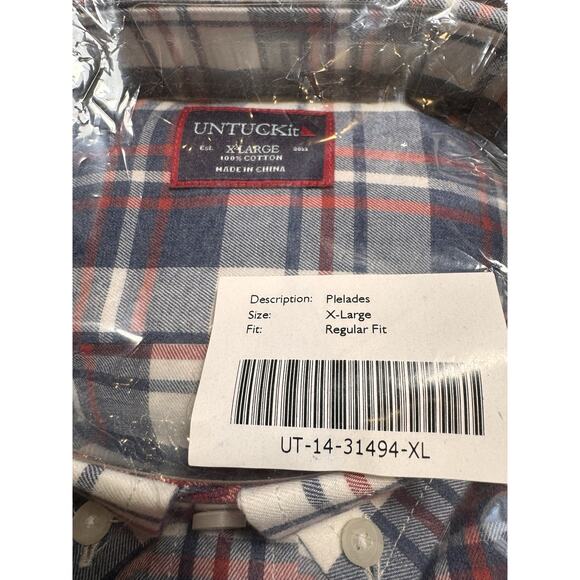 UNTUCKit
Est. X-LARGE 2011
100% COTTON
MADE IN CHINA
Description: Plelades
Size: X-Large
Fit: Regular Fit
UT-14-31494-XL